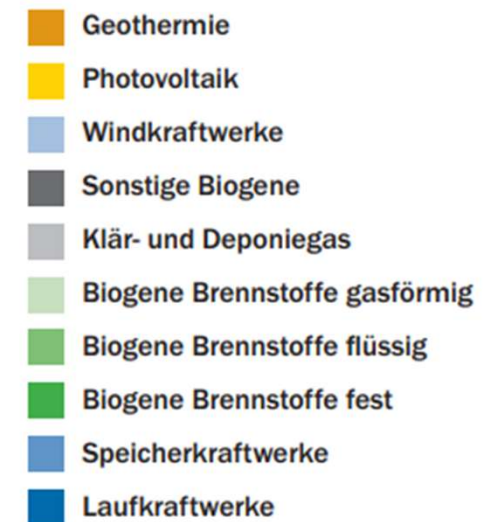 Geothermie
Photovoltaik
Windkraftwerke
Sonstige Biogene
Klär- und Deponiegas
Biogene Brennstoffe gasförmig
Biogene Brennstoffe flüssig
Biogene Brennstoffe fest
Speicherkraftwerke
Laufkraftwerke